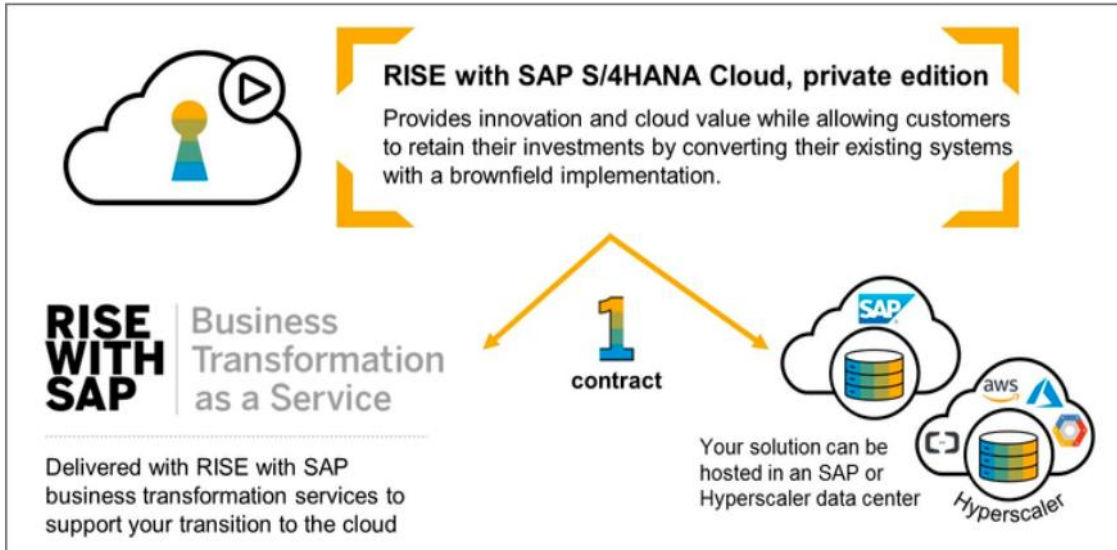 RISE with SAP S/4HANA Cloud, private edition
Provides innovation and cloud value while allowing customers
to retain their investments by converting their existing systems
with a brownfield implementation.
RISE
WITH
SAP
Business
Transformation
as a Service
Delivered with RISE with SAP
business transformation services to
support your transition to the cloud
1
contract
SAP
aws
Your solution can be
hosted in an SAP or
Hyperscaler data center
Hyperscaler